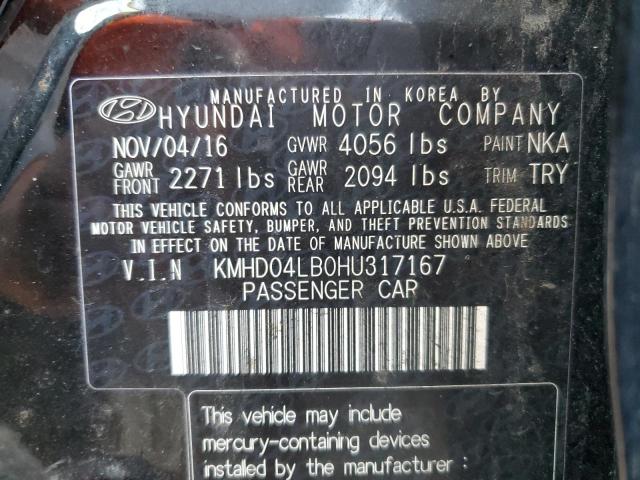 MANUFACTURED IN KOREA BY
HYUNDAI MOTOR COMPANY
NOV/04/16 GVWR 4056 lbs PAINT NKA
GAWR FRONT 2271 lbs GAWR REAR 2094 lbs TRIM TRY
THIS VEHICLE CONFORMS TO ALL APPLICABLE U.S.A. FEDERAL
MOTOR VEHICLE SAFETY, BUMPER, AND THEFT PREVENTION STANDARDS
IN EFFECT ON THE DATE OF MANUFACTURE SHOWN ABOVE
V.I.N KMHD04LB0HU317167
PASSENGER CAR
This vehicle may include
mercury-containing devices
installed by the manufacturer :